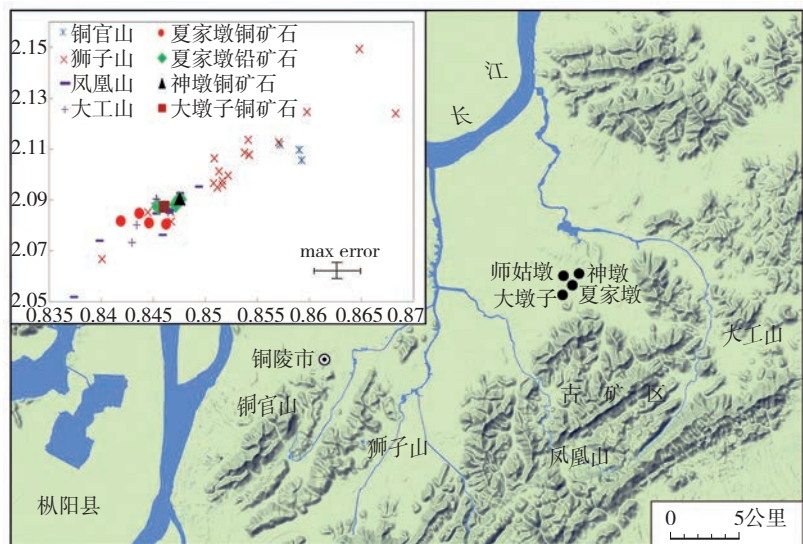 2.15
2.13
2.11
2.09
2.07
2.05
0.835 0.84 0.845 0.85 0.855 0.86 0.865 0.87
铜官山 夏家墩铜矿石
狮子山 夏家墩铅矿石
凤凰山 神墩铜矿石
大工山 大墩子铜矿石
max error
长 江
师姑墩 神墩
大墩子 夏家墩
大工山
铜陵市
铜官山
古 矿 区
狮子山
凤凰山
枞阳县
0 5公里